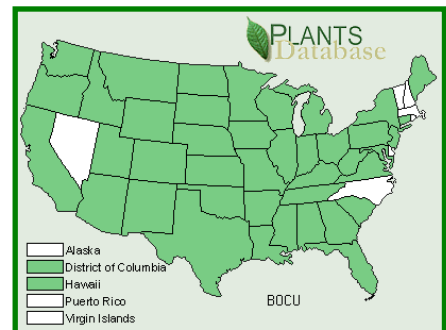 PLANTS
Database
Alaska
District of Columbia
Hawaii
Puerto Rico
Virgin Islands
BOCU